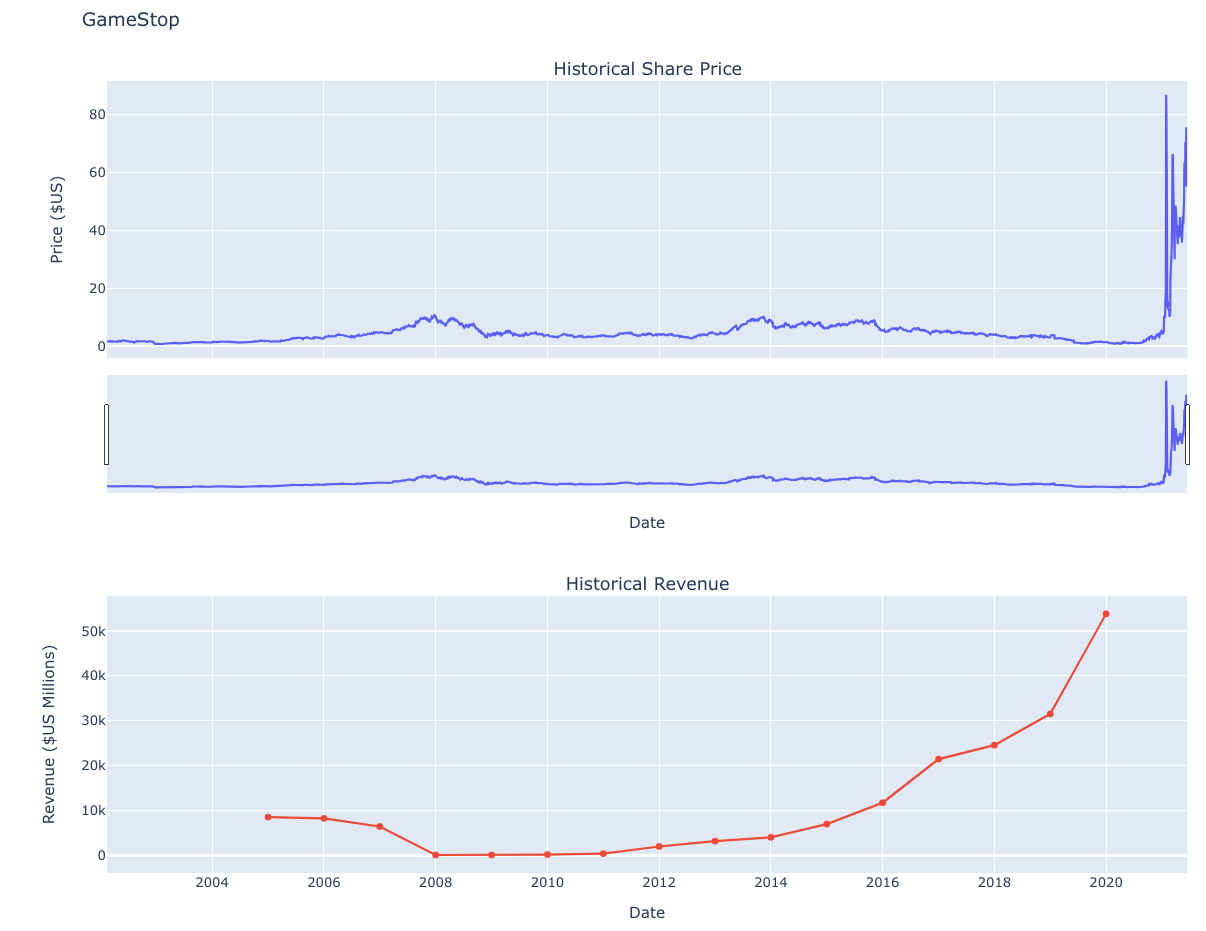 GameStop
Historical Share Price
80
60
40
20
0
Price ($US)
Date
Historical Revenue
50k
40k
30k
20k
10k
0
Revenue ($US Millions)
2004 2006 2008 2010 2012 2014 2016 2018 2020
Date